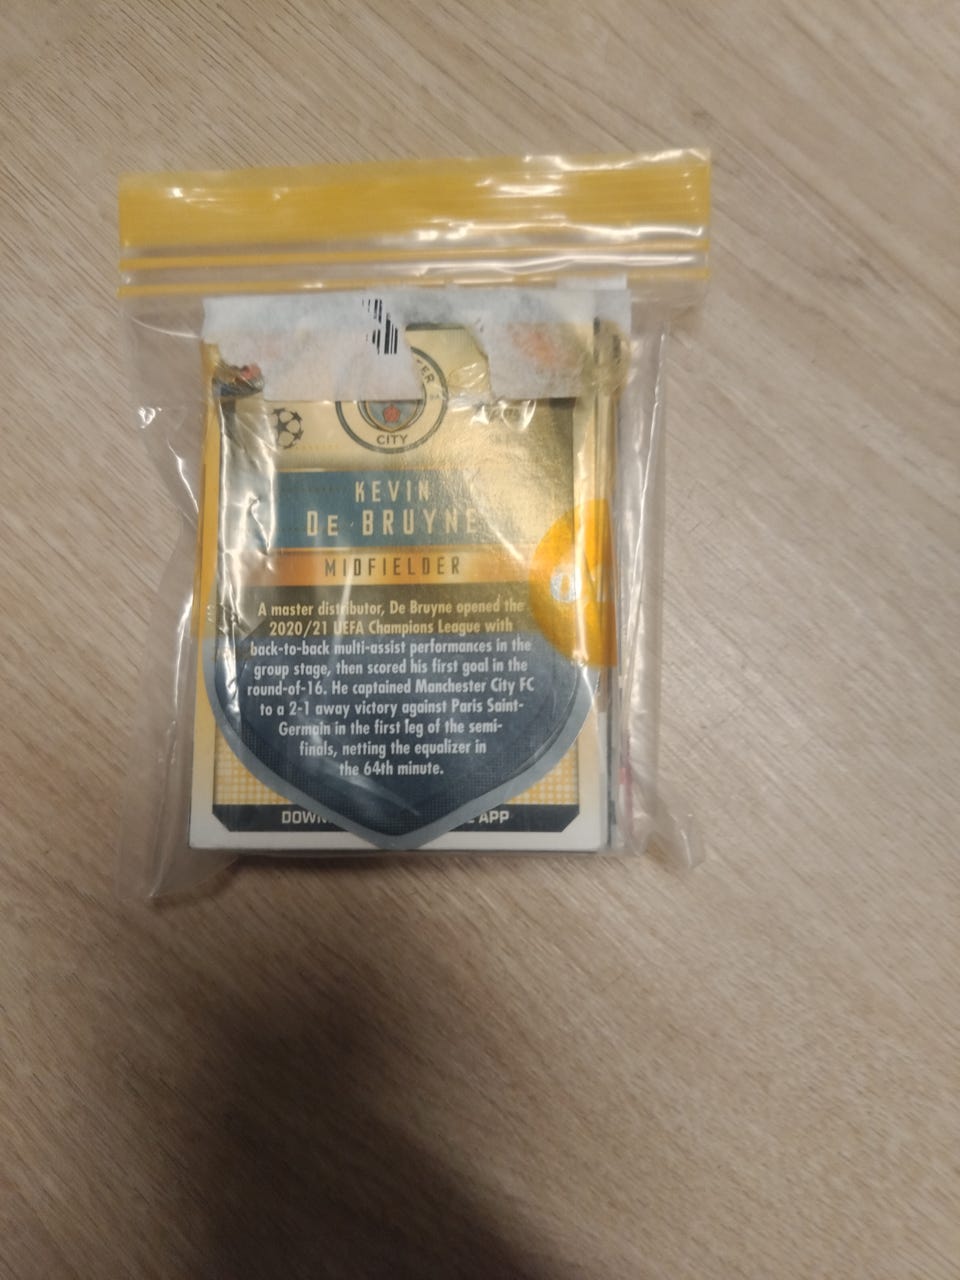 CITY
KEVIN
De BRUYNE
MIDFIELDER
A master distributor, De Bruyne opened the
2020/21 UEFA Champions League with
back-to-back multi-assist performances in the
group stage, then scored his first goal in the
round-of-16. He captained Manchester City FC
to a 2-1 away victory against Paris Saint-
Germain in the first leg of the semi-
finals, netting the equalizer in
the 64th minute.
APP